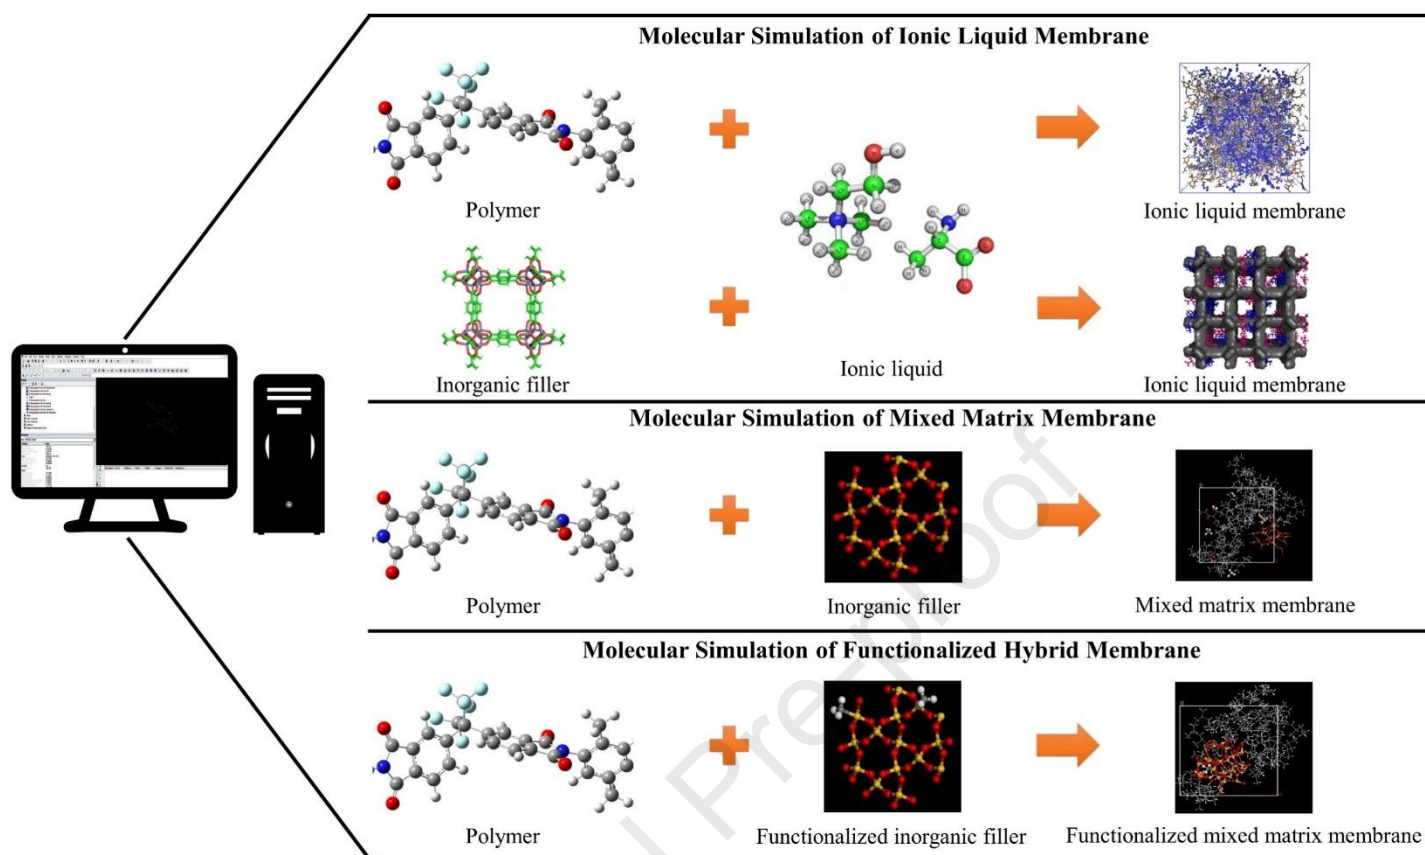 Molecular Simulation of Ionic Liquid Membrane
Polymer
Ionic liquid membrane
Inorganic filler
Ionic liquid
Ionic liquid membrane
Molecular Simulation of Mixed Matrix Membrane
Polymer
Inorganic filler
Mixed matrix membrane
Molecular Simulation of Functionalized Hybrid Membrane
Polymer
Functionalized inorganic filler
Functionalized mixed matrix membrane
l Pre-proof